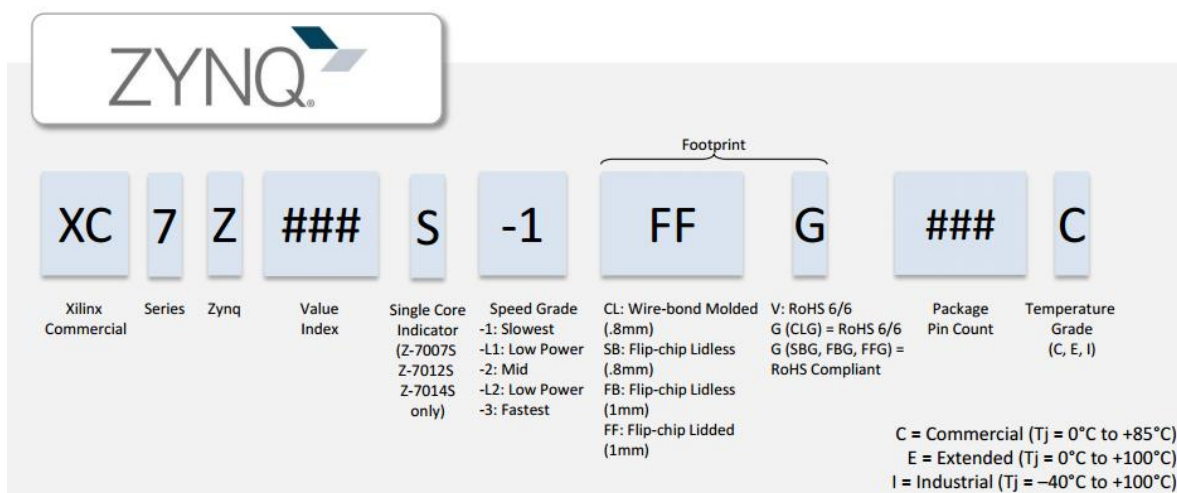 ZYNQ®
Footprint
XC 7 Z ### S -1 FF G ### C
Xilinx
Commercial
Series
Zynq
Value
Index
Single Core
Indicator
(Z-7007S
Z-7012S
Z-7014S
only)
Speed Grade
-1: Slowest
-L1: Low Power
-2: Mid
-L2: Low Power
-3: Fastest
CL: Wire-bond Molded
(.8mm)
SB: Flip-chip Lidless
(.8mm)
FB: Flip-chip Lidless
(1mm)
FF: Flip-chip Lidded
(1mm)
V: RoHS 6/6
G (CLG) = RoHS 6/6
G (SBG, FBG, FFG) =
RoHS Compliant
Package
Pin Count
Temperature
Grade
(C, E, I)
C = Commercial (Tj = 0°C to +85°C)
E = Extended (Tj = 0°C to +100°C)
I = Industrial (Tj = –40°C to +100°C)